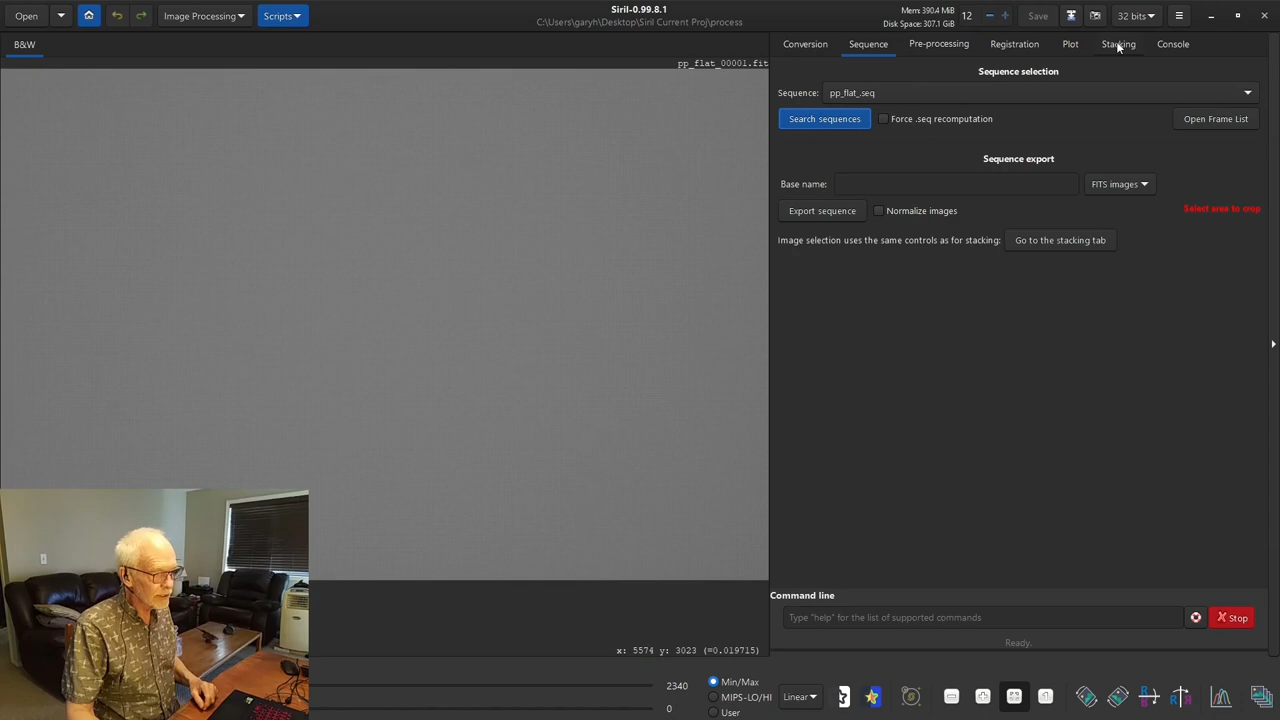 Siril-0.99.8.1
C:\Users\garyh\Desktop\Siril Current Proj\process
Open
Image Processing
Scripts
Mem: 390.4 MiB
Disk Space: 307.1 GiB
12
Save
32 bits
B&W
Conversion
Sequence
Pre-processing
Registration
Plot
Stacking
Console
pp_flat_00001.fit
Sequence selection
Sequence:
pp_flat_.seq
Search sequences
Force .seq recomputation
Open Frame List
Sequence export
Base name:
FITS images
Export sequence
Normalize images
Select area to crop
Image selection uses the same controls as for stacking:
Go to the stacking tab
Command line
Type "help" for the list of supported commands
Stop
Ready.
x: 5574 y: 3023 (=0.019715)
2340
0
Min/Max
MIPS-LO/HI
User
Linear